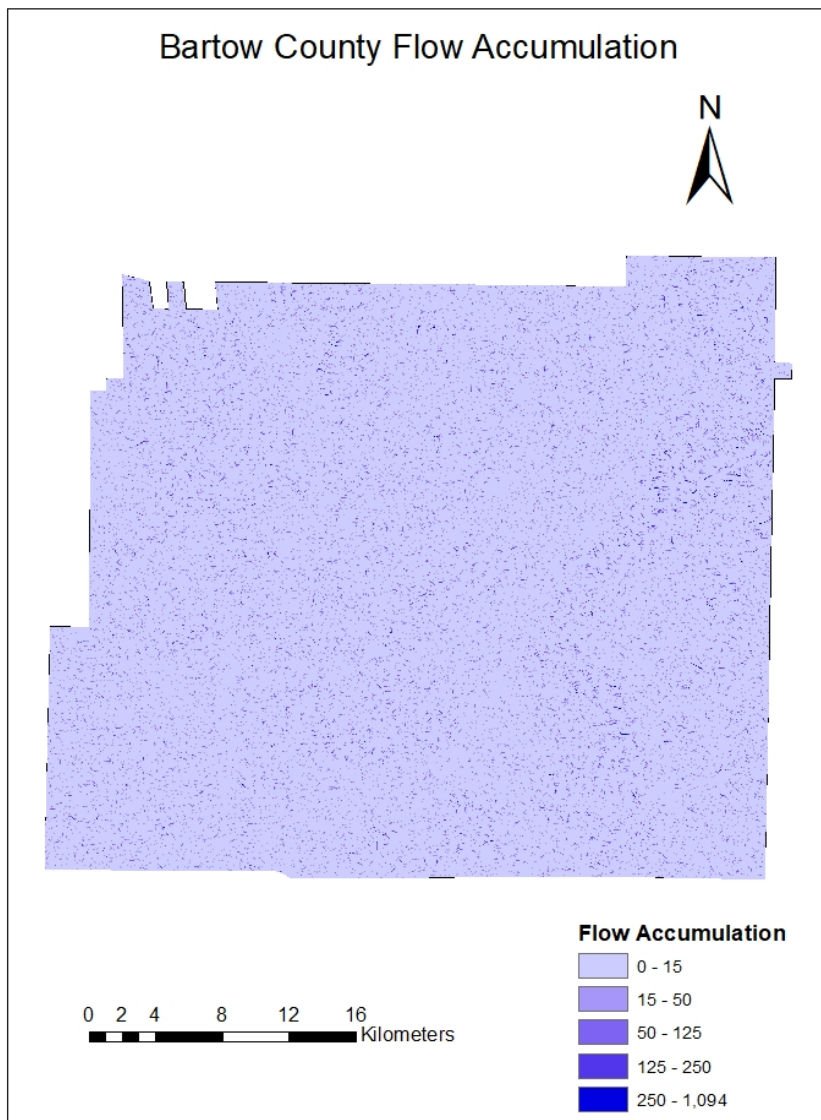 Bartow County Flow Accumulation
N
Flow Accumulation
0 - 15
15 - 50
50 - 125
125 - 250
250 - 1,094
0 2 4 8 12 16
Kilometers